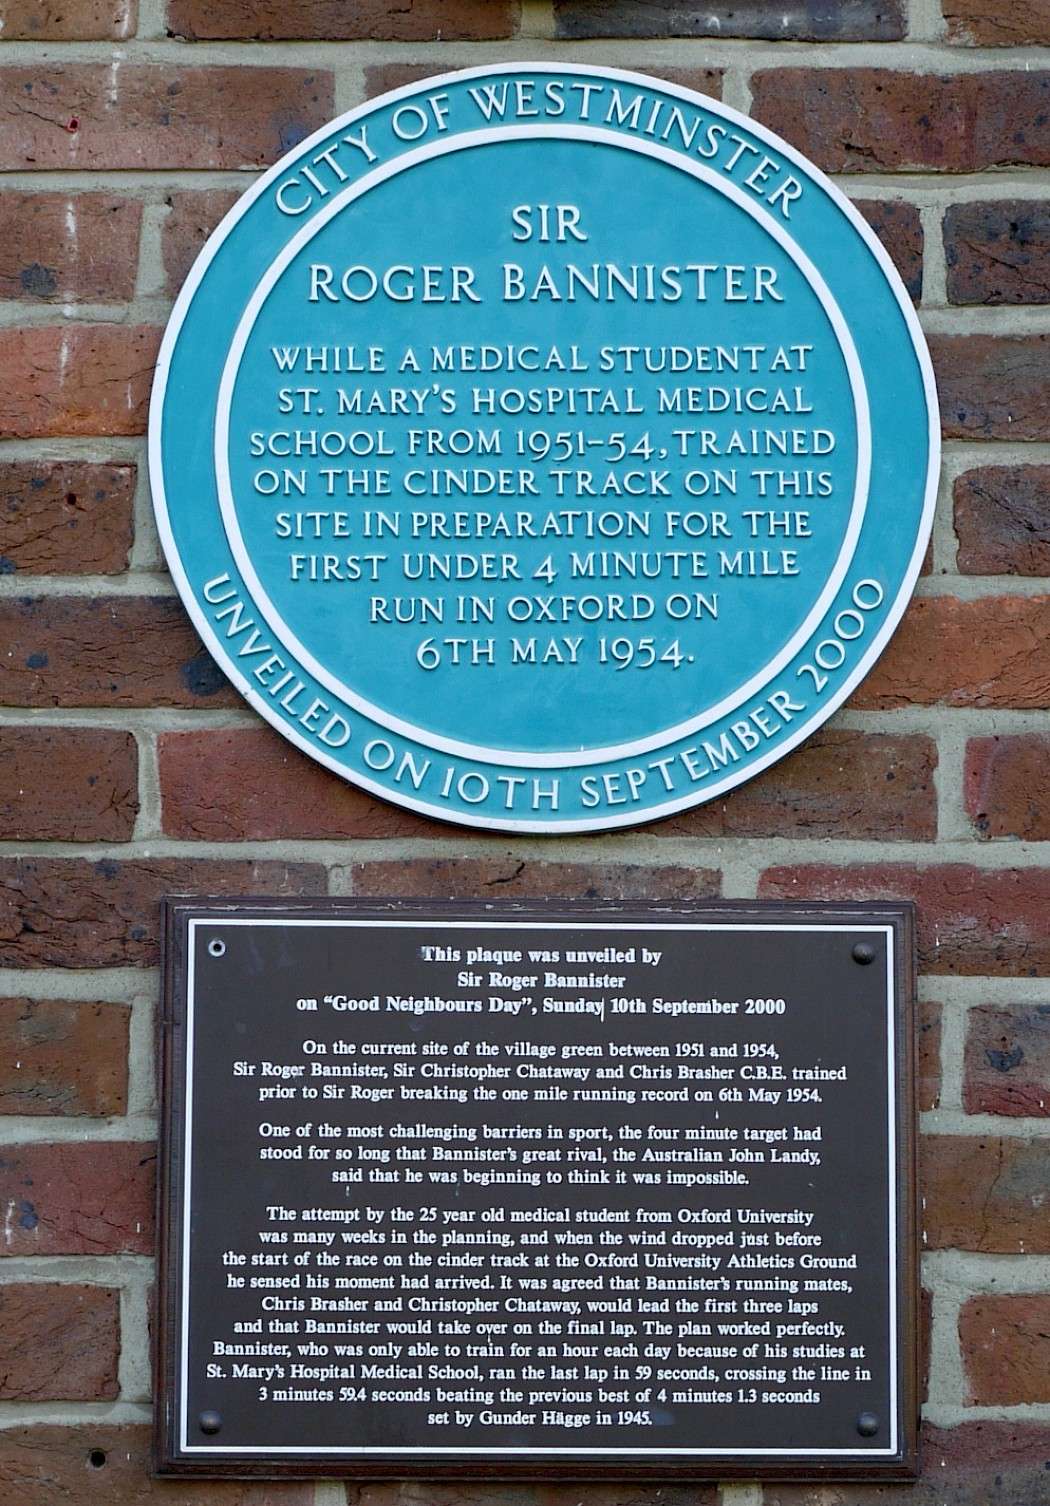 CITY OF WESTMINSTER
SIR
ROGER BANNISTER
WHILE A MEDICAL STUDENT AT
ST. MARY'S HOSPITAL MEDICAL
SCHOOL FROM 1951-54, TRAINED
ON THE CINDER TRACK ON THIS
SITE IN PREPARATION FOR THE
FIRST UNDER 4 MINUTE MILE
RUN IN OXFORD ON
6TH MAY 1954.
UNVEILED ON 10TH SEPTEMBER 2000
This plaque was unveiled by
Sir Roger Bannister
on “Good Neighbours Day”, Sunday 10th September 2000
On the current site of the village green between 1951 and 1954,
Sir Roger Bannister, Sir Christopher Chataway and Chris Brasher C.B.E. trained
prior to Sir Roger breaking the one mile running record on 6th May 1954.
One of the most challenging barriers in sport, the four minute target had
stood for so long that Bannister's great rival, the Australian John Landy,
said that he was beginning to think it was impossible.
The attempt by the 25 year old medical student from Oxford University
was many weeks in the planning, and when the wind dropped just before
the start of the race on the cinder track at the Oxford University Athletics Ground
he sensed his moment had arrived. It was agreed that Bannister's running mates,
Chris Brasher and Christopher Chataway, would lead the first three laps
and that Bannister would take over on the final lap. The plan worked perfectly.
Bannister, who was only able to train for an hour each day because of his studies at
St. Mary's Hospital Medical School, ran the last lap in 59 seconds, crossing the line in
3 minutes 59.4 seconds beating the previous best of 4 minutes 1.3 seconds
set by Gunder Hägge in 1945.